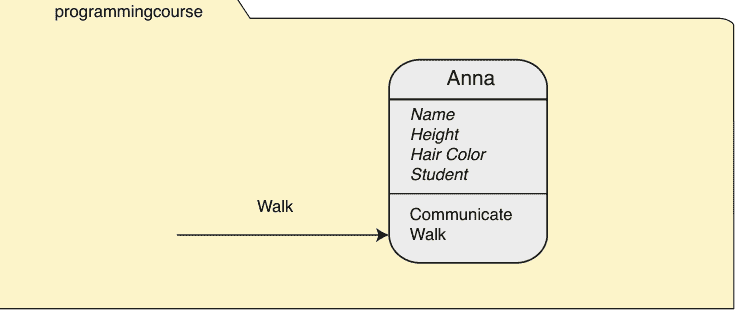 programmingcourse
Anna
Name
Height
Hair Color
Student
Walk
Communicate
Walk